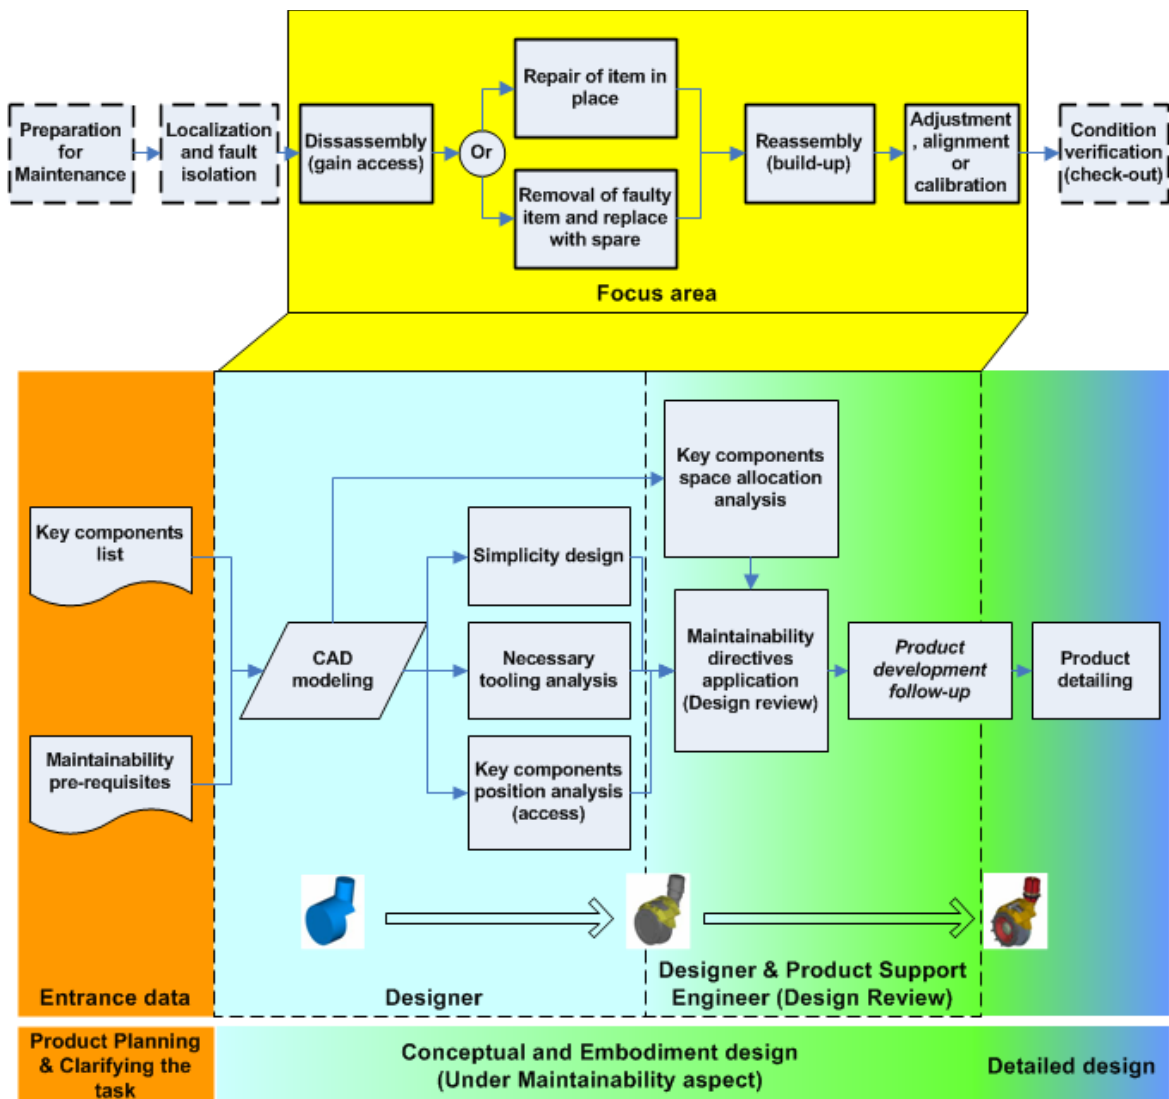 Preparation
for
Maintenance
Localization
and fault
isolation
Dissassembly
(gain access)
Or
Repair of item in
place
Removal of faulty
item and replace
with spare
Reassembly
(build-up)
Adjustment
, alignment
or
calibration
Condition
verification
(check-out)
Focus area
Key components
list
Maintainability
pre-requisites
CAD
modeling
Simplicity design
Necessary
tooling analysis
Key components
position analysis
(access)
Key components
space allocation
analysis
Maintainability
directives
application
(Design review)
Product
development
follow-up
Product
detailing
Entrance data
Designer
Designer & Product Support
Engineer (Design Review)
Product Planning
& Clarifying the
task
Conceptual and Embodiment design
(Under Maintainability aspect)
Detailed design